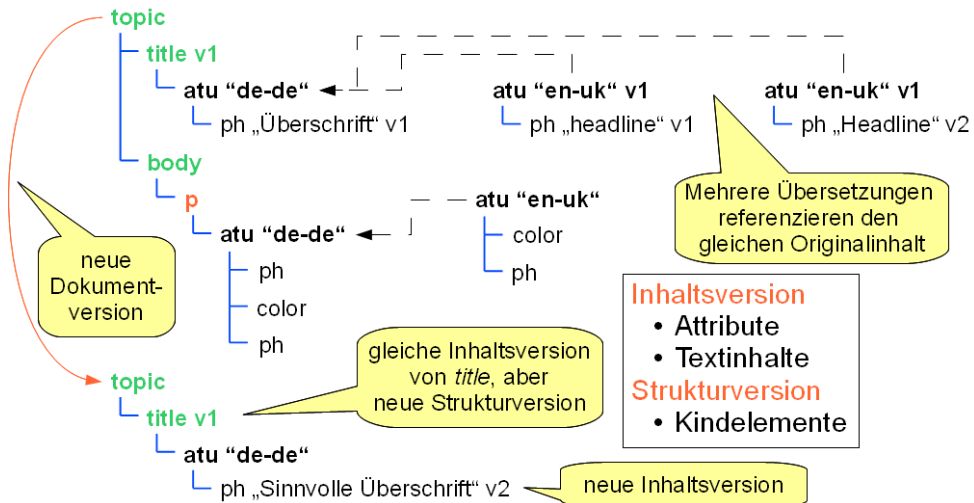 topic
title v1
atu “de-de“
atu “en-uk“ v1
atu “en-uk“ v1
ph „Überschrift“ v1
ph „headline“ v1
ph „Headline“ v2
body
p
atu “de-de“
atu “en-uk“
ph
color
ph
color
ph
Mehrere Übersetzungen
referenzieren den
gleichen Originalinhalt
neue
Dokument-
version
Inhaltsversion
• Attribute
• Textinhalte
Strukturversion
• Kindelemente
gleiche Inhaltsversion
von title, aber
neue Strukturversion
topic
title v1
atu “de-de“
ph „Sinnvolle Überschrift“ v2
neue Inhaltsversion